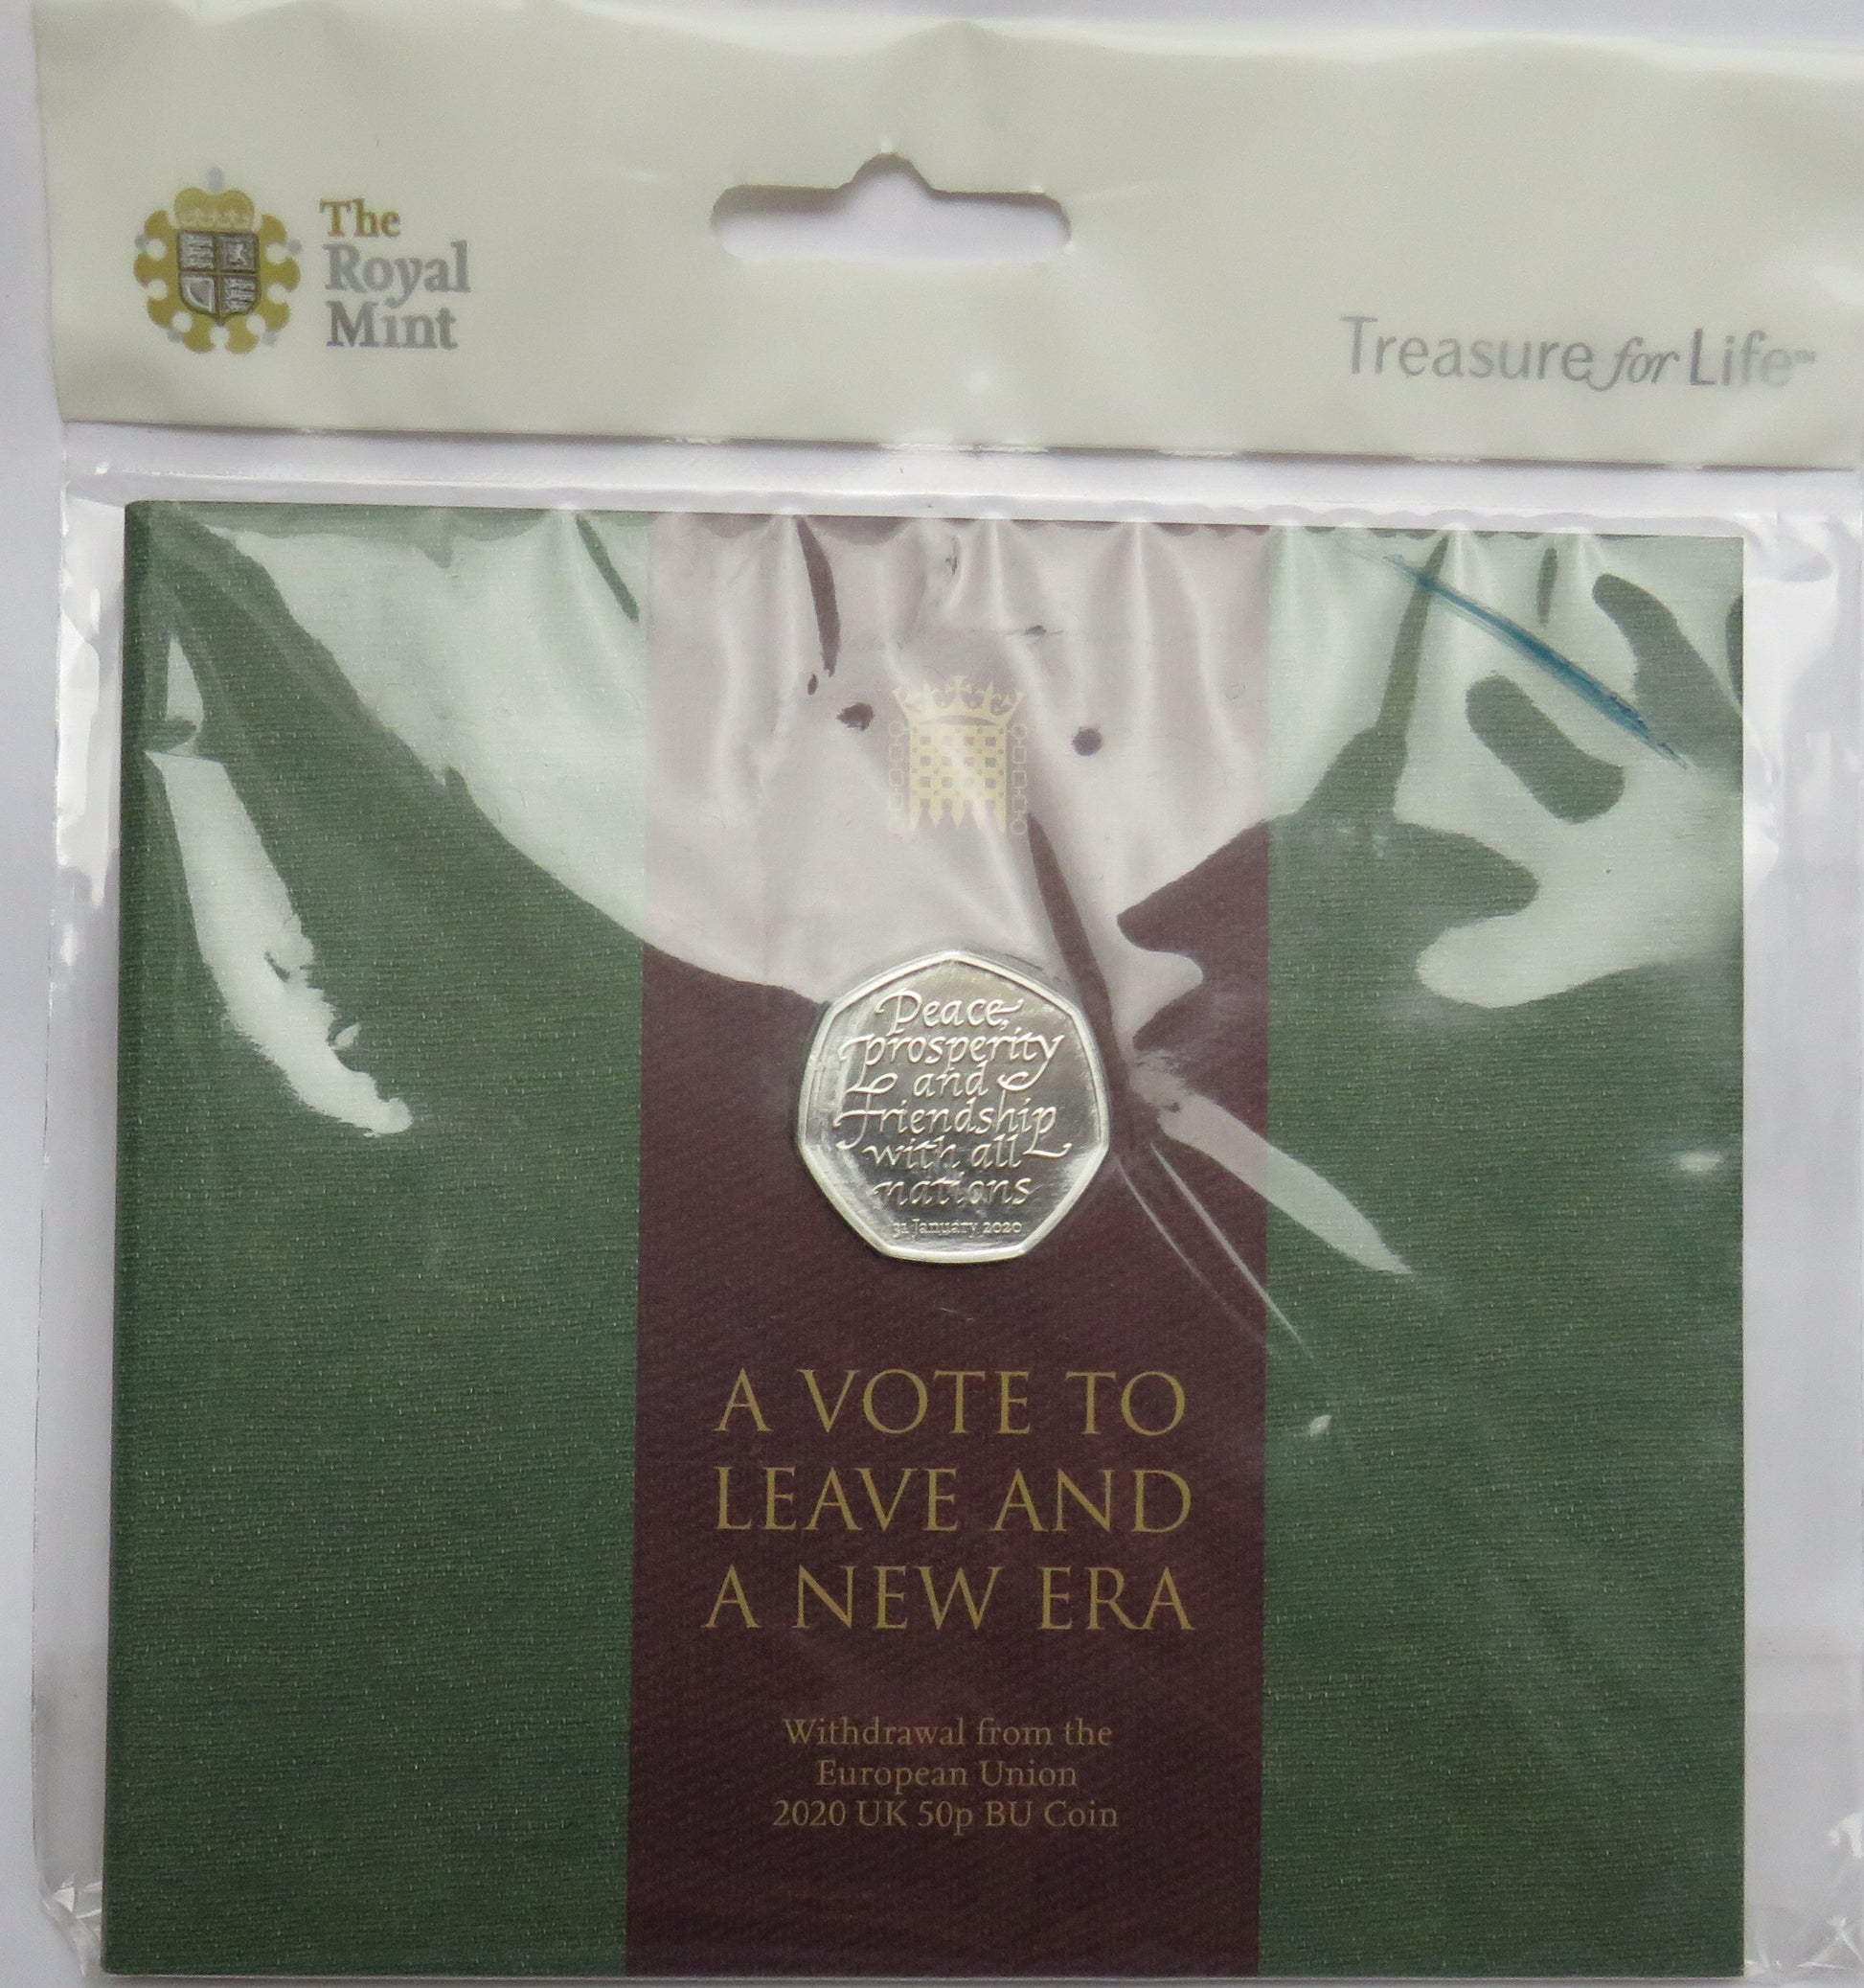 The
Royal
Mint
Treasure for Life™
Peace,
prosperity
and
friendship
with all
nations
31 January 2020
A VOTE TO
LEAVE AND
A NEW ERA
Withdrawal from the
European Union
2020 UK 50p BU Coin